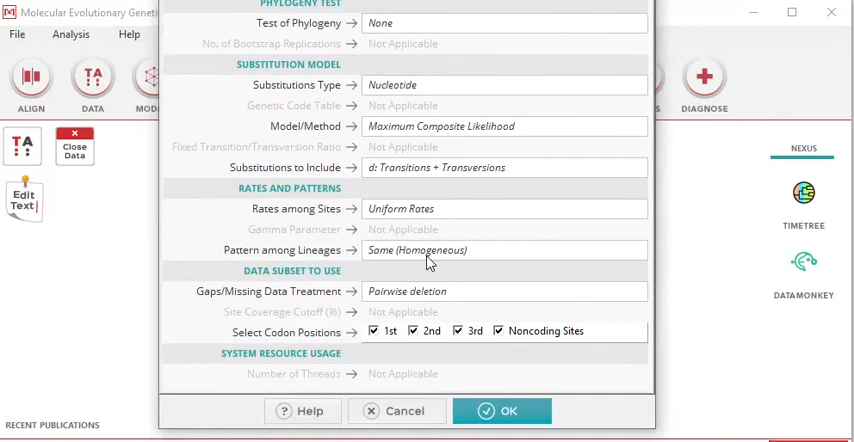 Molecular Evolutionary Geneti
File Analysis Help
ALIGN
TA
DATA
MOD
S
DIAGNOSE
TA
Close
Data
Edit
Text
PHYLOGENY TEST
Test of Phylogeny → None
No. of Bootstrap Replications → Not Applicable
SUBSTITUTION MODEL
Substitutions Type → Nucleotide
Genetic Code Table → Not Applicable
Model/Method → Maximum Composite Likelihood
Fixed Transition/Transversion Ratio → Not Applicable
Substitutions to Include → d: Transitions + Transversions
RATES AND PATTERNS
Rates among Sites → Uniform Rates
Gamma Parameter → Not Applicable
Pattern among Lineages → Same (Homogeneous)
DATA SUBSET TO USE
Gaps/Missing Data Treatment → Pairwise deletion
Site Coverage Cutoff (%) → Not Applicable
Select Codon Positions → 1st 2nd 3rd Noncoding Sites
SYSTEM RESOURCE USAGE
Number of Threads → Not Applicable
? Help
Cancel
OK
NEXUS
TIMETREE
DATAMONKEY
RECENT PUBLICATIONS